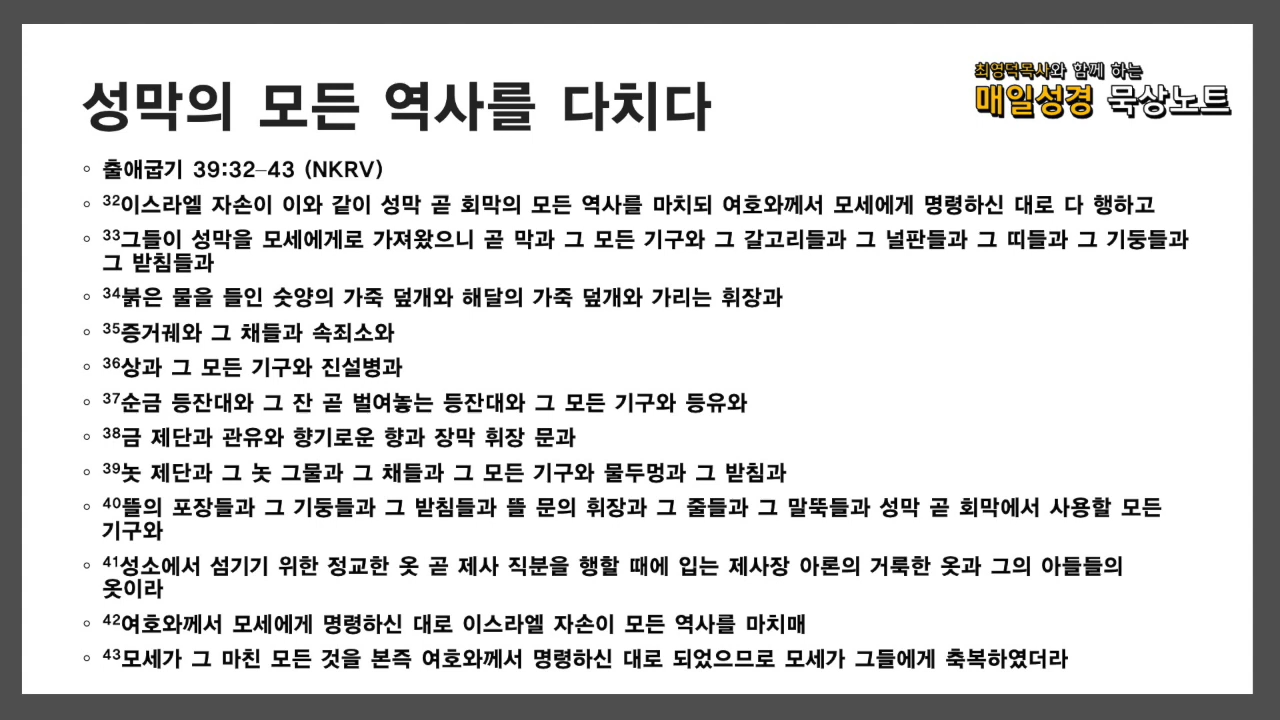 성막의 모든 역사를 다치다
최영덕목사와 함께 하는
매일성경 묵상노트
◦ 출애굽기 39:32–43 (NKRV)
◦ ³²이스라엘 자손이 이와 같이 성막 곧 회막의 모든 역사를 마치되 여호와께서 모세에게 명령하신 대로 다 행하고
◦ ³³그들이 성막을 모세에게로 가져왔으니 곧 막과 그 모든 기구와 그 갈고리들과 그 널판들과 그 띠들과 그 기둥들과
그 받침들과
◦ ³⁴붉은 물을 들인 숫양의 가죽 덮개와 해달의 가죽 덮개와 가리는 휘장과
◦ ³⁵증거궤와 그 채들과 속죄소와
◦ ³⁶상과 그 모든 기구와 진설병과
◦ ³⁷순금 등잔대와 그 잔 곧 벌여놓는 등잔대와 그 모든 기구와 등유와
◦ ³⁸금 제단과 관유와 향기로운 향과 장막 휘장 문과
◦ ³⁹놋 제단과 그 놋 그물과 그 채들과 그 모든 기구와 물두멍과 그 받침과
◦ ⁴⁰뜰의 포장들과 그 기둥들과 그 받침들과 뜰 문의 휘장과 그 줄들과 그 말뚝들과 성막 곧 회막에서 사용할 모든
기구와
◦ ⁴¹성소에서 섬기기 위한 정교한 옷 곧 제사 직분을 행할 때에 입는 제사장 아론의 거룩한 옷과 그의 아들들의
옷이라
◦ ⁴²여호와께서 모세에게 명령하신 대로 이스라엘 자손이 모든 역사를 마치매
◦ ⁴³모세가 그 마친 모든 것을 본즉 여호와께서 명령하신 대로 되었으므로 모세가 그들에게 축복하였더라